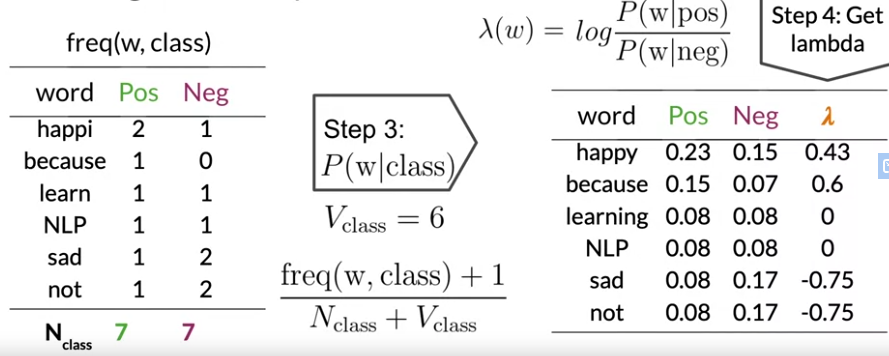 freq(w, class)
word Pos Neg
happi 2 1
because 1 0
learn 1 1
NLP 1 1
sad 1 2
not 1 2
N_class 7 7
Step 3:
P(w|class)
V_class = 6
freq(w, class) + 1
N_class + V_class
λ(w) = log P(w|pos)
P(w|neg)
Step 4: Get
lambda
word Pos Neg λ
happy 0.23 0.15 0.43
because 0.15 0.07 0.6
learning 0.08 0.08 0
NLP 0.08 0.08 0
sad 0.08 0.17 -0.75
not 0.08 0.17 -0.75